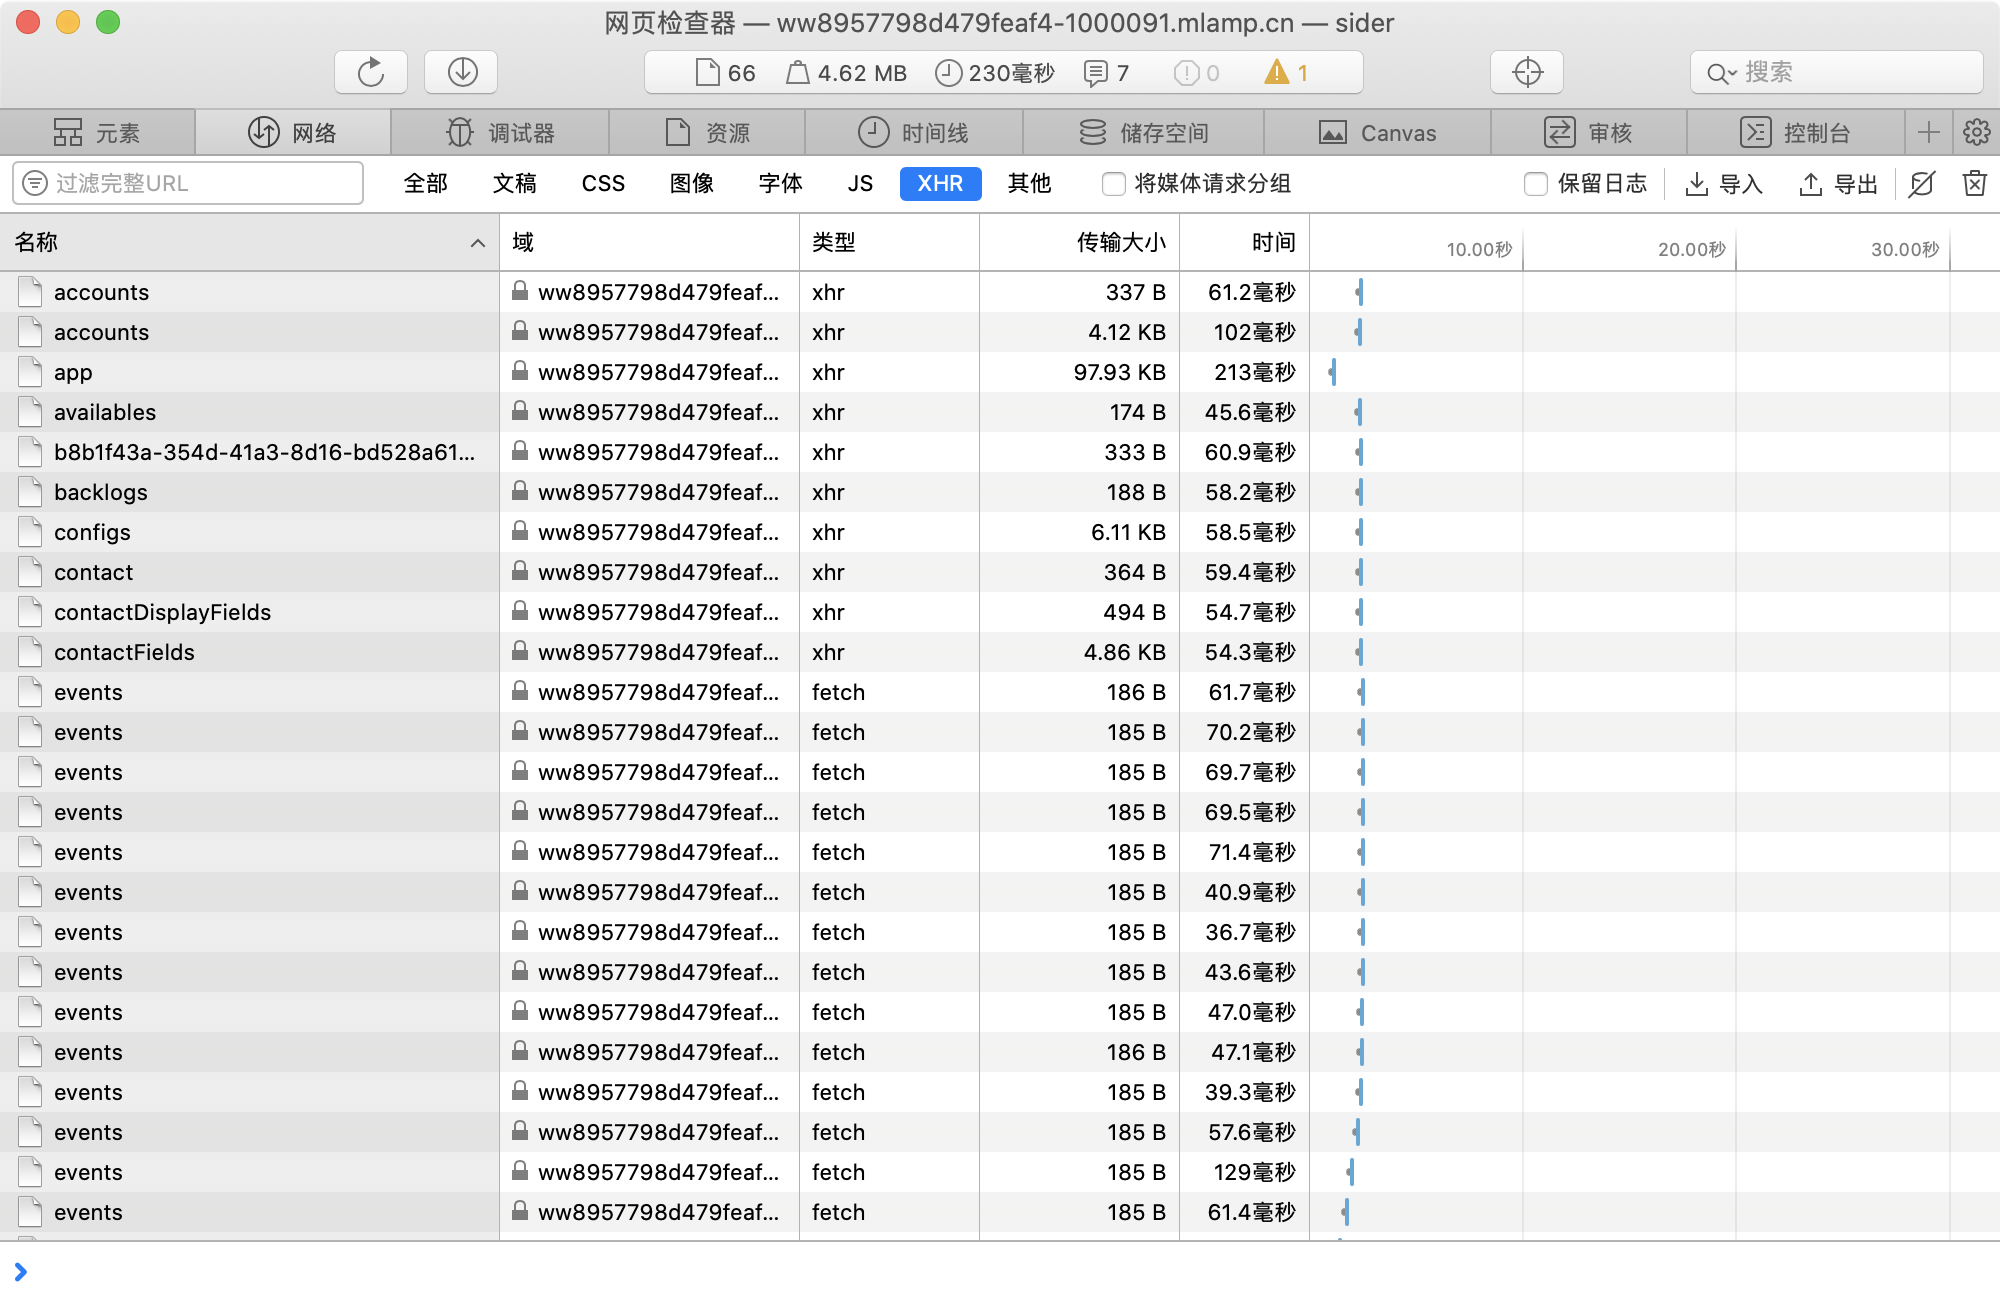 网页检查器 — ww8957798d479feaf4-1000091.mlamp.cn — sider
66 4.62 MB 230毫秒 7 0 1 搜索
元素 网络 调试器 资源 时间线 储存空间 Canvas 审核 控制台
过滤完整URL 全部 文稿 CSS 图像 字体 JS XHR 其他 将媒体请求分组 保留日志 导入 导出
名称 域 类型 传输大小 时间 10.00秒 20.00秒 30.00秒
accounts ww8957798d479feaf... xhr 337 B 61.2毫秒
accounts ww8957798d479feaf... xhr 4.12 KB 102毫秒
app ww8957798d479feaf... xhr 97.93 KB 213毫秒
availables ww8957798d479feaf... xhr 174 B 45.6毫秒
b8b1f43a-354d-41a3-8d16-bd528a61... ww8957798d479feaf... xhr 333 B 60.9毫秒
backlogs ww8957798d479feaf... xhr 188 B 58.2毫秒
configs ww8957798d479feaf... xhr 6.11 KB 58.5毫秒
contact ww8957798d479feaf... xhr 364 B 59.4毫秒
contactDisplayFields ww8957798d479feaf... xhr 494 B 54.7毫秒
contactFields ww8957798d479feaf... xhr 4.86 KB 54.3毫秒
events ww8957798d479feaf... fetch 186 B 61.7毫秒
events ww8957798d479feaf... fetch 185 B 70.2毫秒
events ww8957798d479feaf... fetch 185 B 69.7毫秒
events ww8957798d479feaf... fetch 185 B 69.5毫秒
events ww8957798d479feaf... fetch 185 B 71.4毫秒
events ww8957798d479feaf... fetch 185 B 40.9毫秒
events ww8957798d479feaf... fetch 185 B 36.7毫秒
events ww8957798d479feaf... fetch 185 B 43.6毫秒
events ww8957798d479feaf... fetch 185 B 47.0毫秒
events ww8957798d479feaf... fetch 186 B 47.1毫秒
events ww8957798d479feaf... fetch 185 B 39.3毫秒
events ww8957798d479feaf... fetch 185 B 57.6毫秒
events ww8957798d479feaf... fetch 185 B 129毫秒
events ww8957798d479feaf... fetch 185 B 61.4毫秒